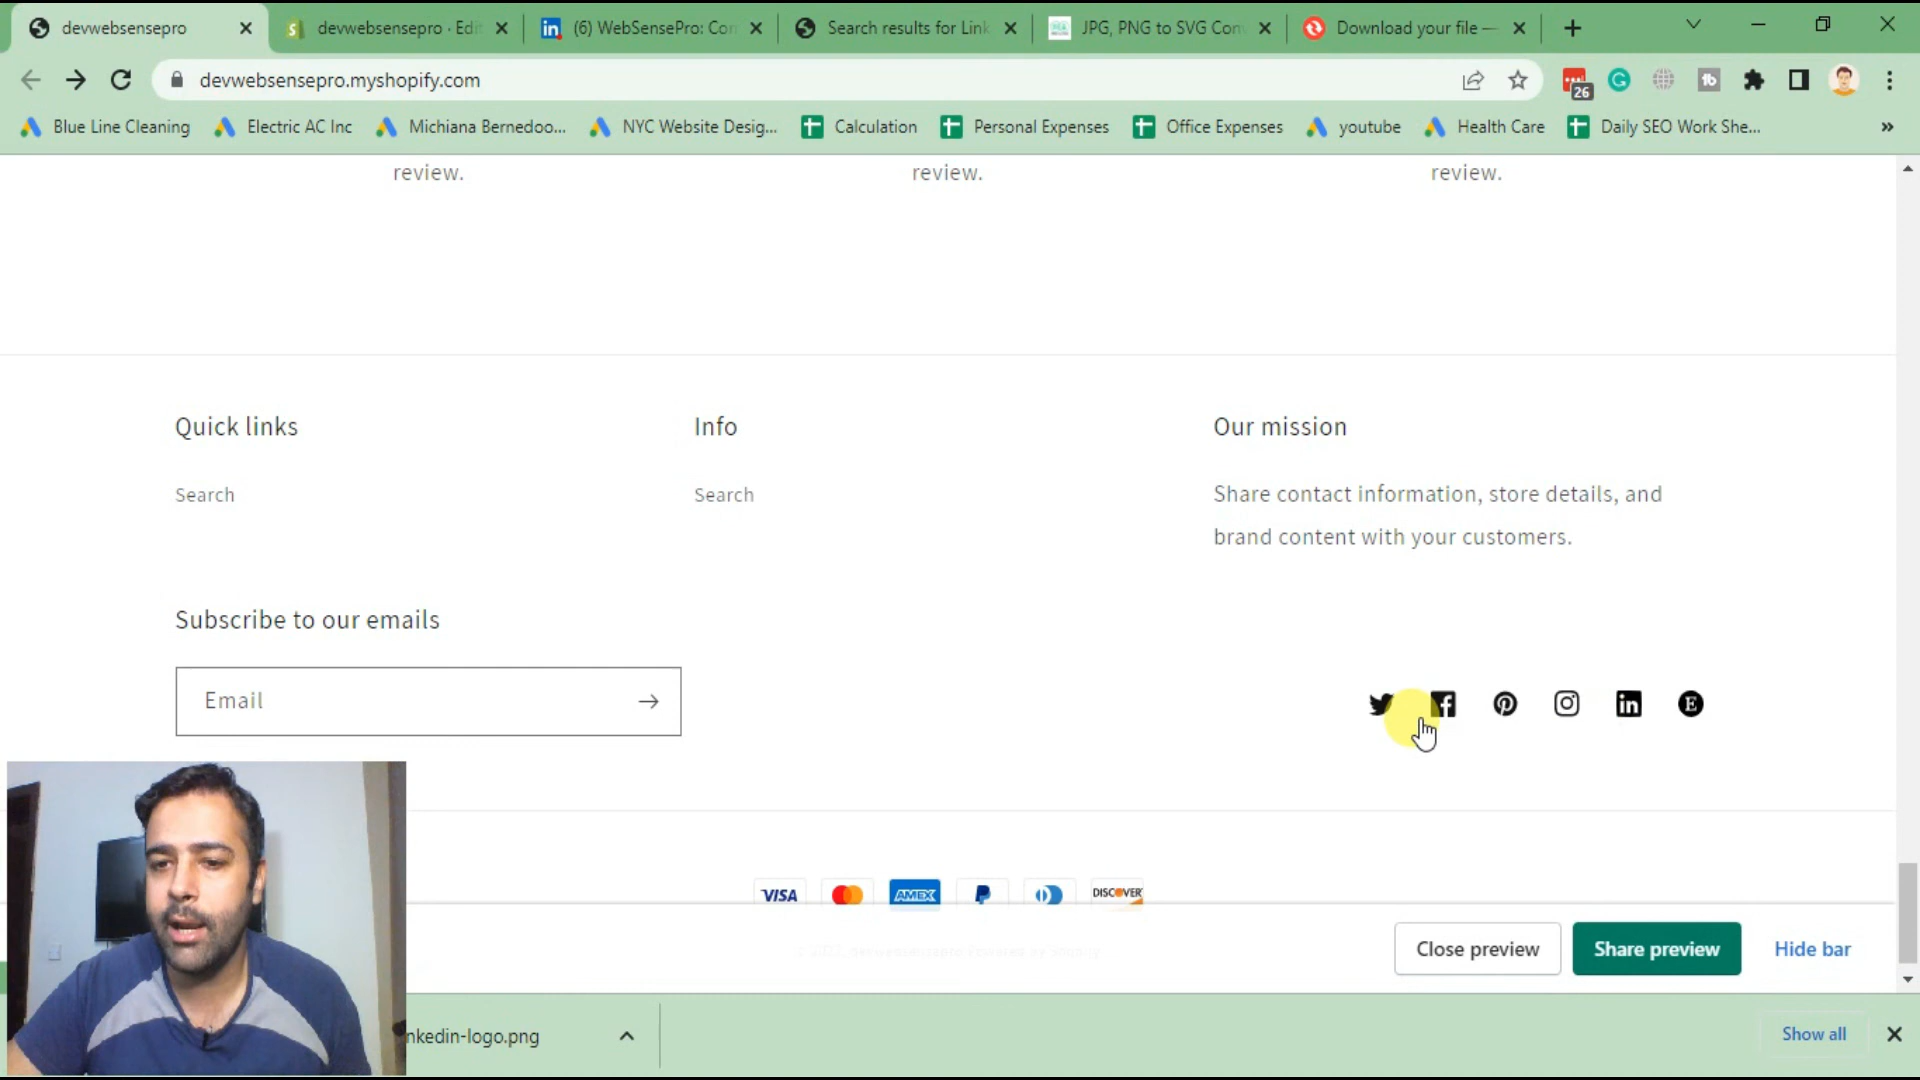 devwebsensepro
devwebsensepro · Edit
(6) WebSensePro: Con
Search results for Link
JPG, PNG to SVG Con
Download your file —
devwebsensepro.myshopify.com
26
Blue Line Cleaning
Electric AC Inc
Michiana Bernedoo...
NYC Website Desig...
Calculation
Personal Expenses
Office Expenses
youtube
Health Care
Daily SEO Work She...
review.
review.
review.
Quick links
Info
Our mission
Search
Search
Share contact information, store details, and
brand content with your customers.
Subscribe to our emails
Email
VISA
AMEX
DISCOVER
Close preview
Share preview
Hide bar
nkedin-logo.png
Show all